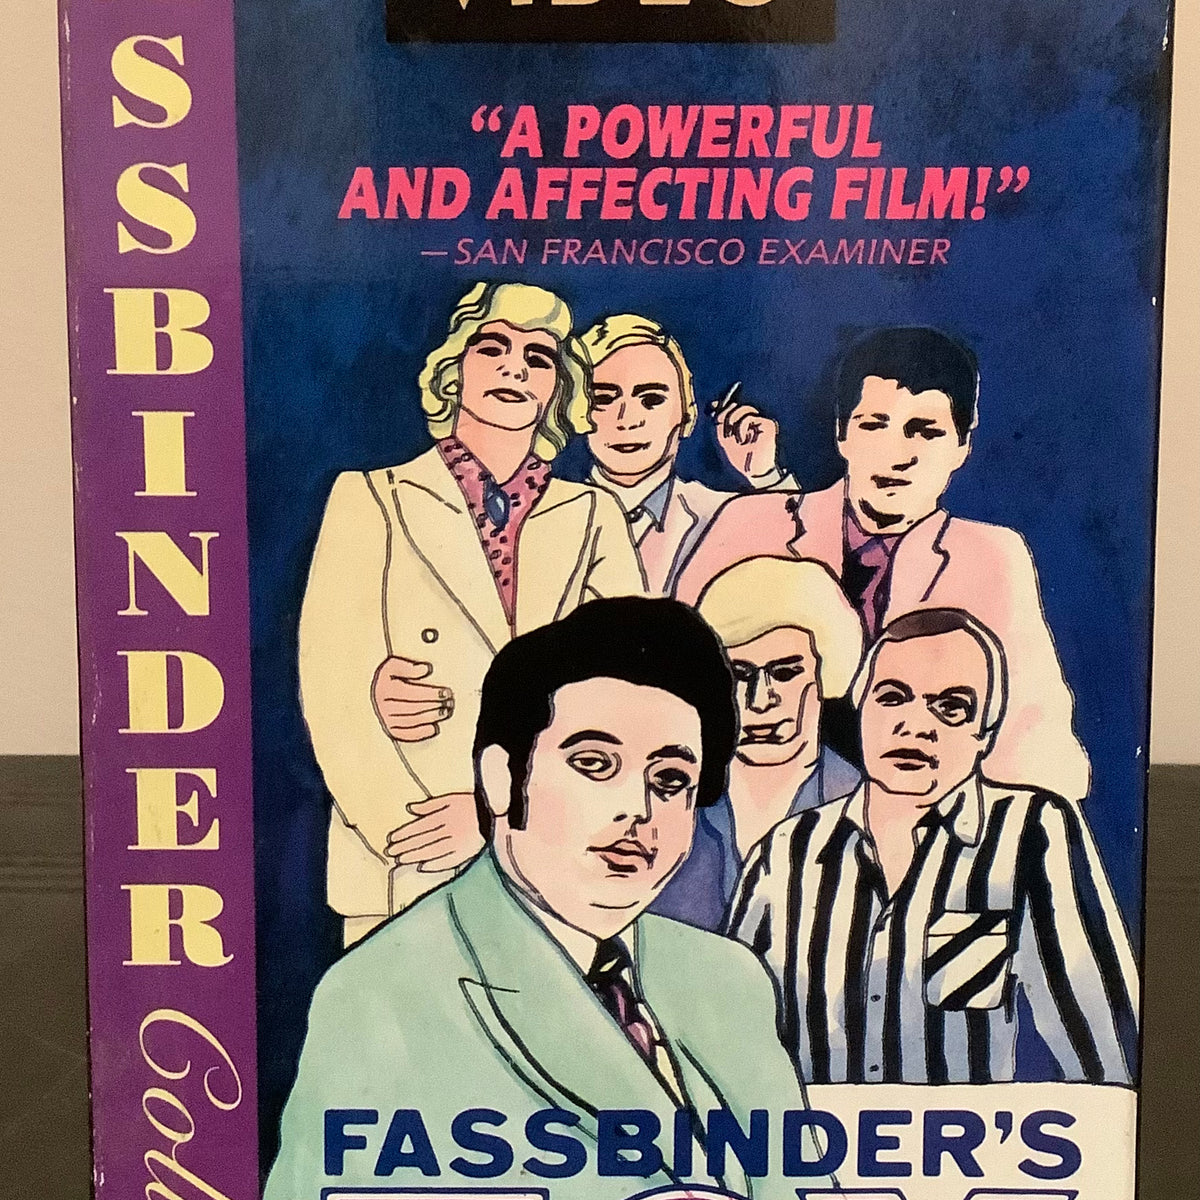 VIDEO
"A POWERFUL
AND AFFECTING FILM!"
—SAN FRANCISCO EXAMINER
SSBINDER
FASSBINDER'S